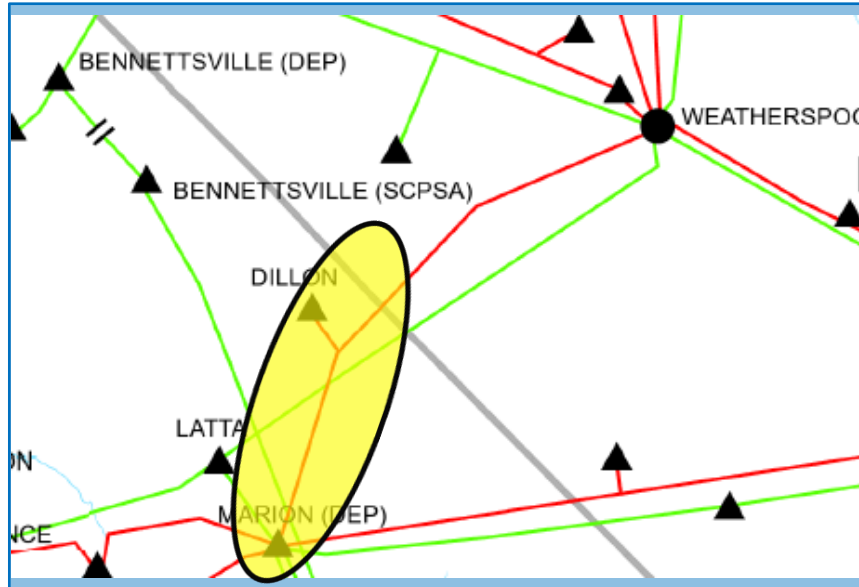 BENNETTSVILLE (DEP)
WEATHERSPOO
BENNETTSVILLE (SCPSA)
DILLON
LATTA
ON
MARION (DEP)
NCE